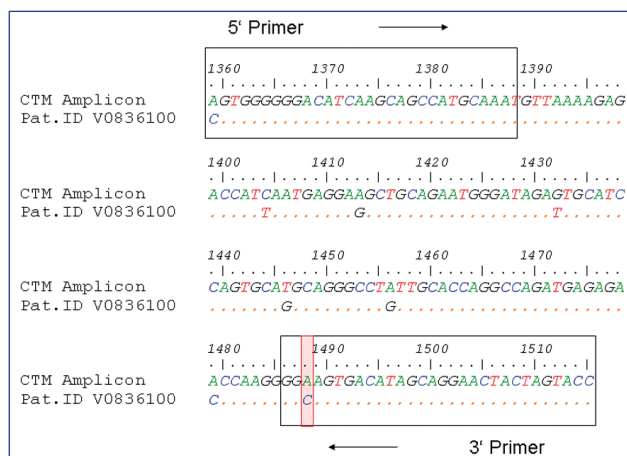 5' Primer
1360 1370 1380 1390
.|....|....|....|....|....|....|....|...
CTM Amplicon AGTGGGGGGACATCAAGCAGCCATGCAAATGTTAAAAGAG
Pat.ID V0836100 C.......................................
1400 1410 1420 1430
.|....|....|....|....|....|....|....|...
CTM Amplicon ACCATCAATGAGGAAGCTGCAGAATGGGATAGAGTGCATC
Pat.ID V0836100 .....T........G..................T......
1440 1450 1460 1470
.|....|....|....|....|....|....|....|...
CTM Amplicon CAGTGCATGCAGGGCCTATTGCACCAGGCCAGATGAGAGA
Pat.ID V0836100 .......G.........G......................
1480 1490 1500 1510
.|....|....|....|....|....|....|....
CTM Amplicon ACCAAGGGGAAGTGACATAGCAGGAACTACTAGTACC
Pat.ID V0836100 C........C...........................
3' Primer